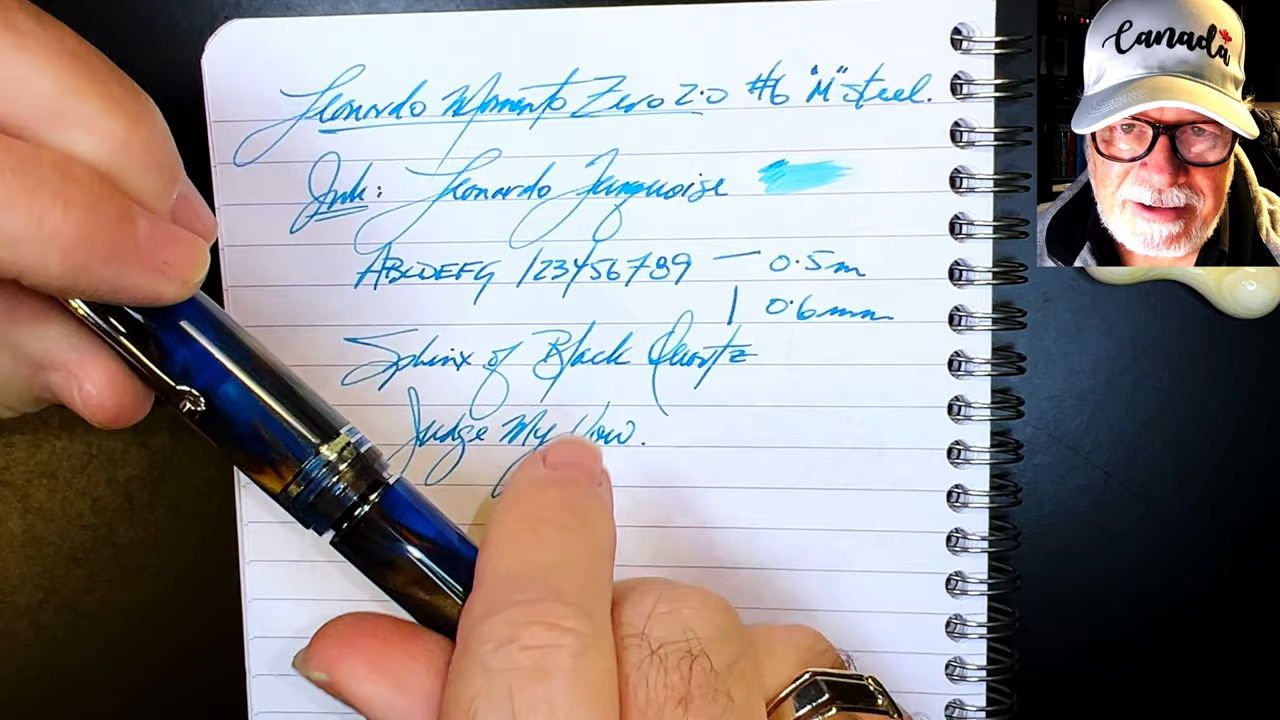 Leonardo Momento Zero 2.0 #6 "M" steel.
Ink: Leonardo Turquoise
ABCDEFG 123456789 — 0.5m
| 0.6mm
Sphinx of Black Quartz
Judge My Vow.
Canada